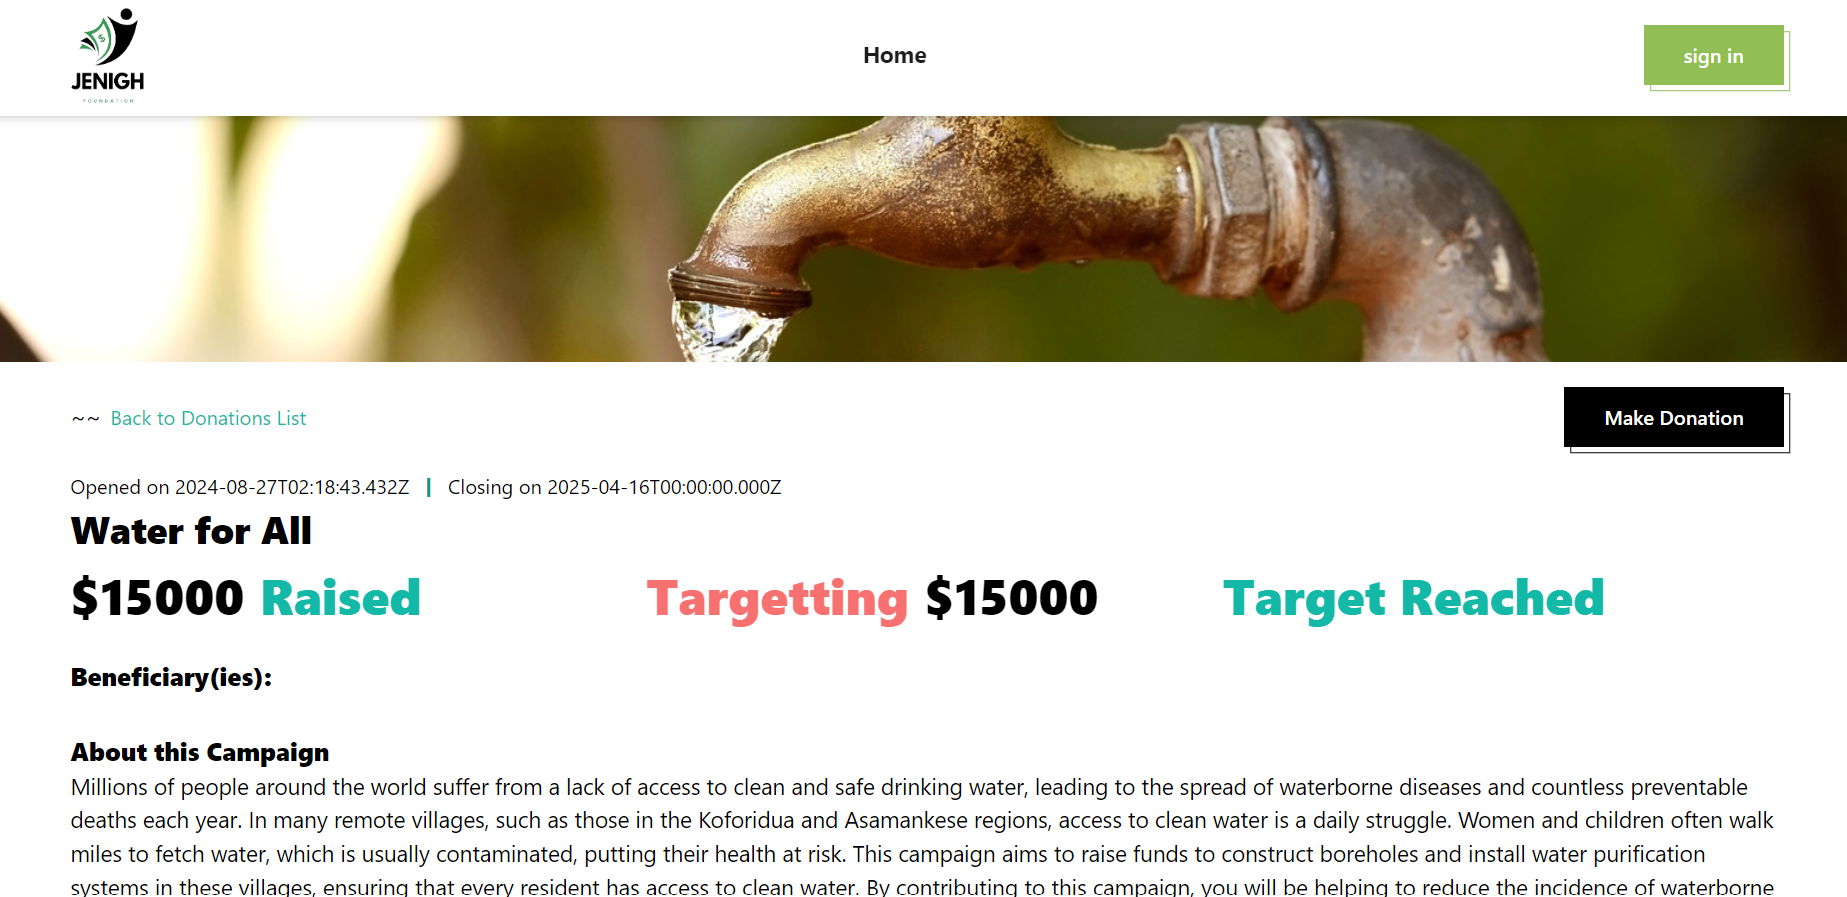 JENIGH
FOUNDATION
Home
sign in
~~ Back to Donations List
Make Donation
Opened on 2024-08-27T02:18:43.432Z | Closing on 2025-04-16T00:00:00.000Z
Water for All
$15000 Raised
Targetting $15000
Target Reached
Beneficiary(ies):
About this Campaign
Millions of people around the world suffer from a lack of access to clean and safe drinking water, leading to the spread of waterborne diseases and countless preventable
deaths each year. In many remote villages, such as those in the Koforidua and Asamankese regions, access to clean water is a daily struggle. Women and children often walk
miles to fetch water, which is usually contaminated, putting their health at risk. This campaign aims to raise funds to construct boreholes and install water purification
systems in these villages, ensuring that every resident has access to clean water. By contributing to this campaign, you will be helping to reduce the incidence of waterborne